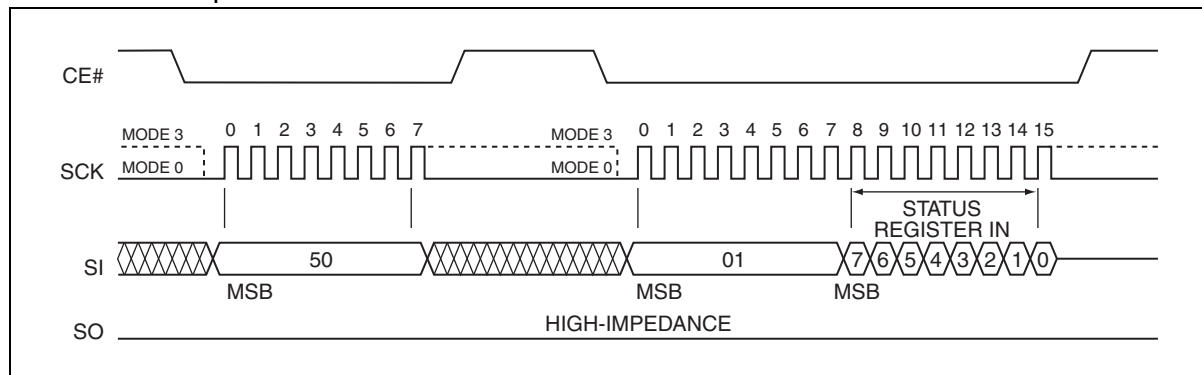 CE#
MODE 3 0 1 2 3 4 5 6 7 MODE 3 0 1 2 3 4 5 6 7 8 9 10 11 12 13 14 15
SCK MODE 0 MODE 0
STATUS
REGISTER IN
SI 50 01 7 6 5 4 3 2 1 0
MSB MSB MSB
SO HIGH-IMPEDANCE